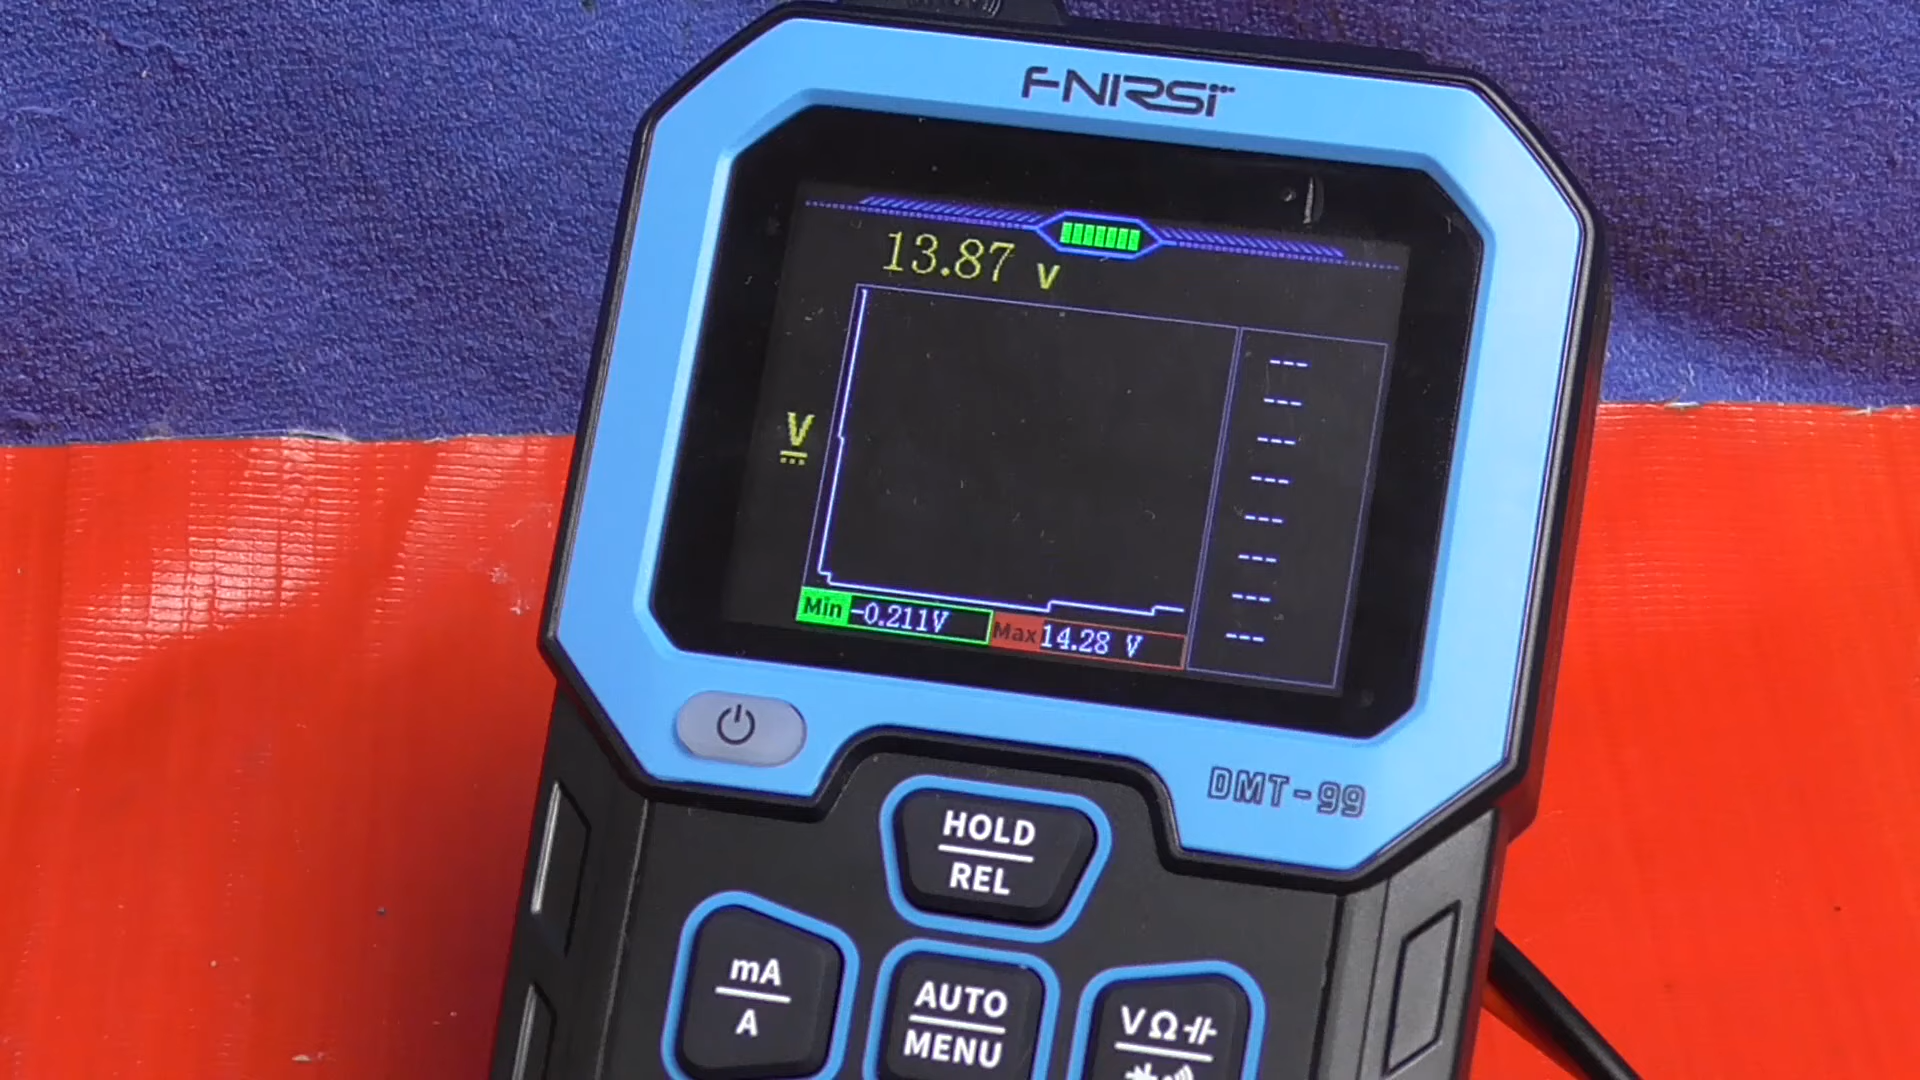 FNIRSI
13.87 V
V
---
---
---
---
---
---
---
---
Min -0.211V Max 14.28 V
DMT-99
HOLD
REL
mA
A
AUTO
MENU
VΩ